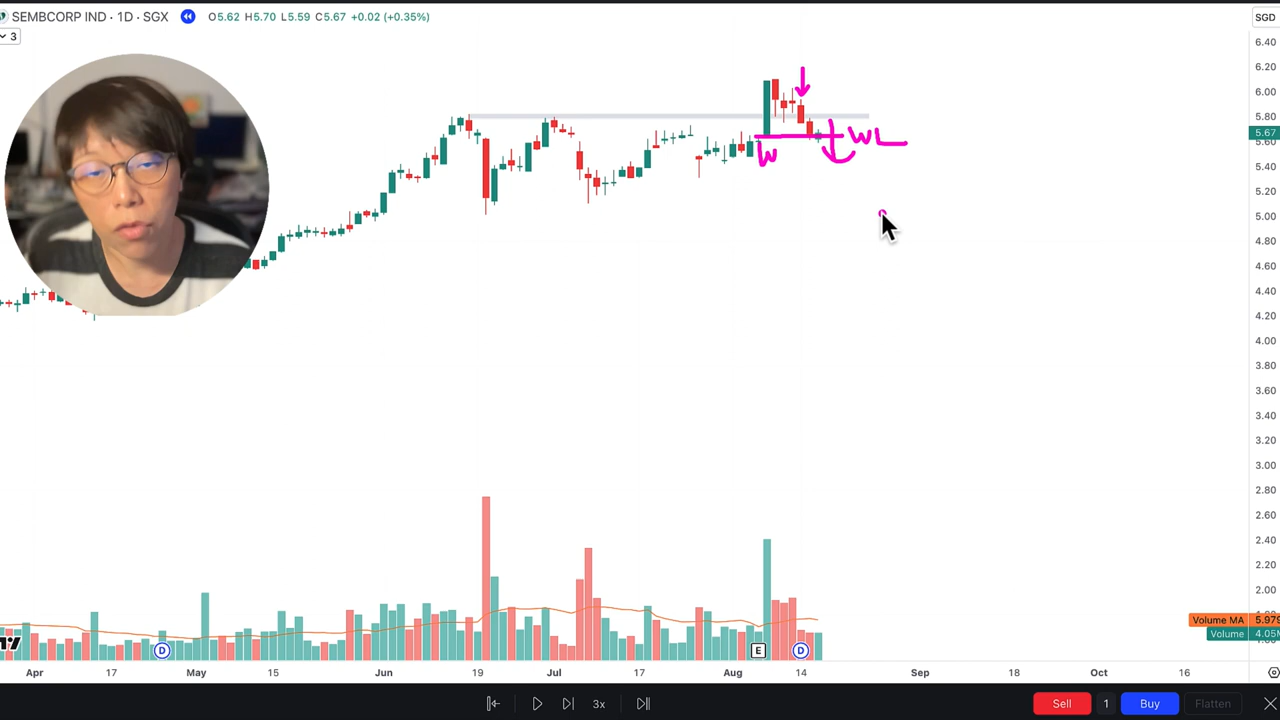 SEMBCORP IND · 1D · SGX O5.62 H5.70 L5.59 C5.67 +0.02 (+0.35%)
SGD
3
6.40
6.20
6.00
5.80
5.67
5.60
5.40
5.20
5.00
4.80
4.60
4.40
4.20
4.00
3.80
3.60
3.40
3.20
3.00
2.80
2.60
2.40
2.20
2.00
W
WL
Volume MA 5.979
Volume 4.05
D
E
D
Apr 17 May 15 Jun 19 Jul 17 Aug 14 Sep 18 Oct 16
3x
Sell 1 Buy Flatten